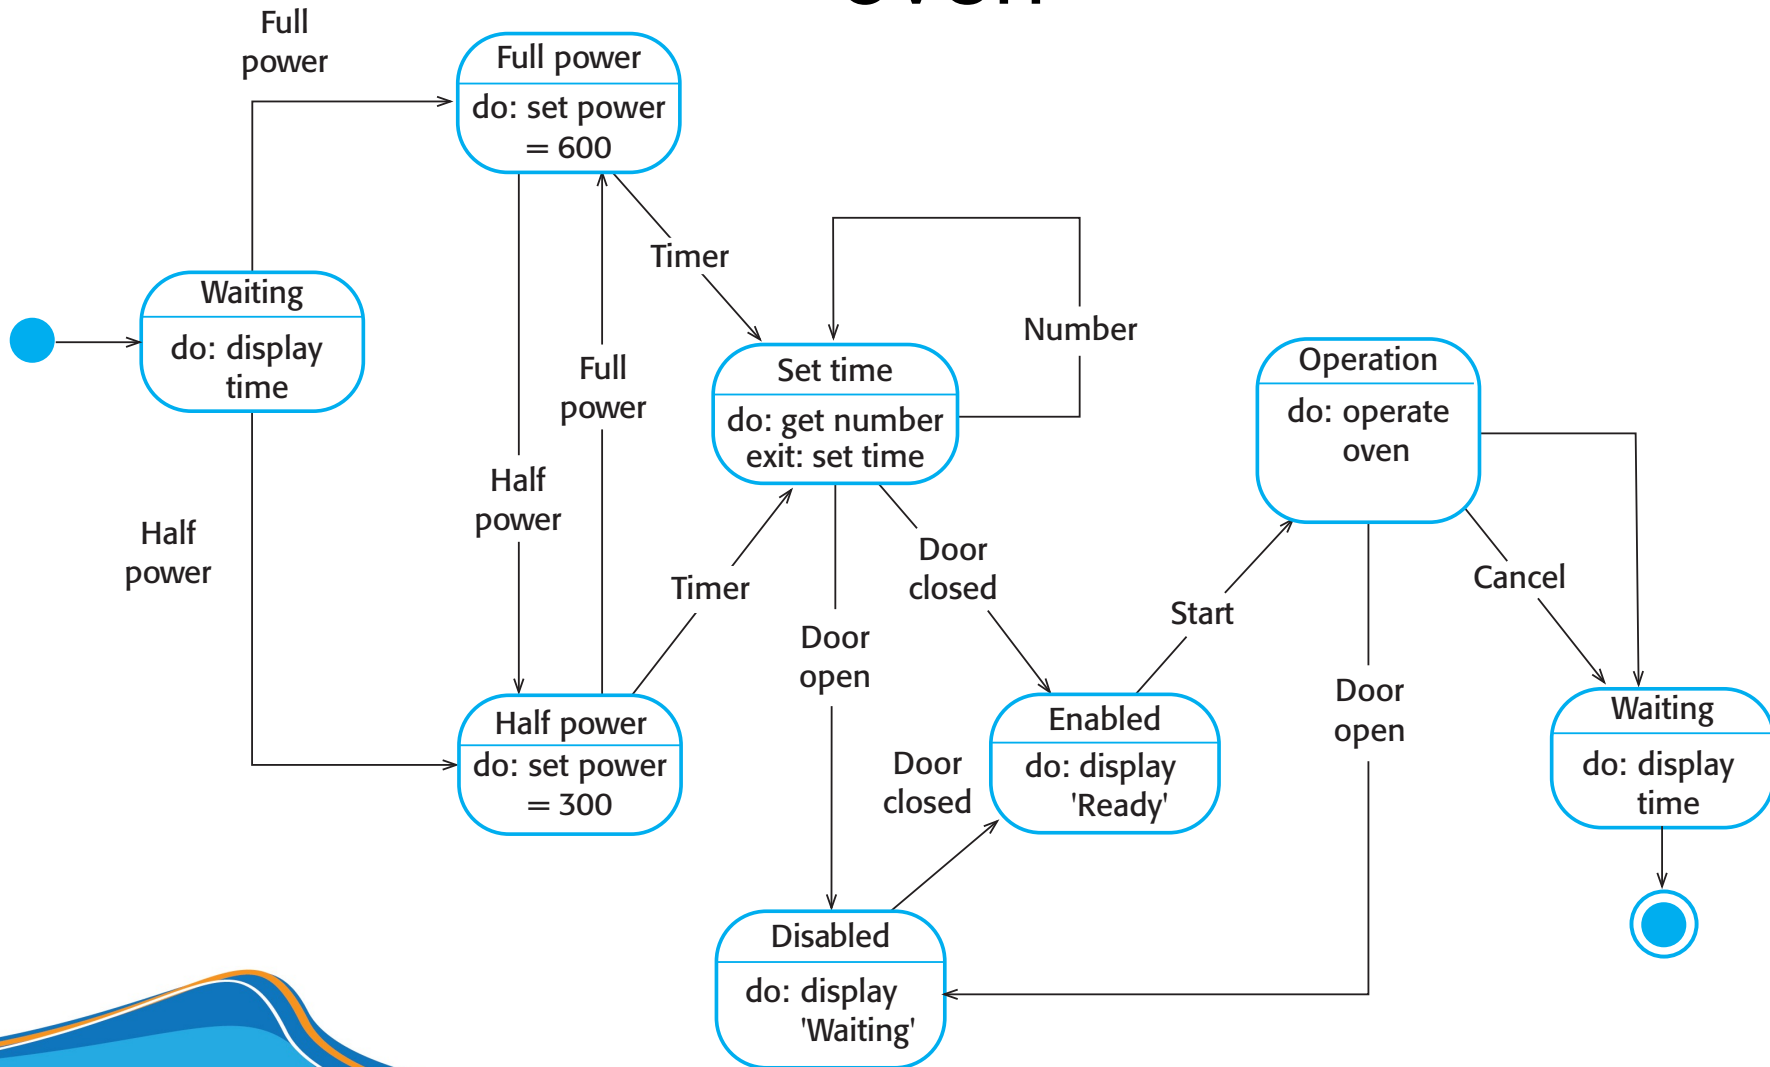 oven
Full
power
Full power
do: set power
= 600
Timer
Waiting
do: display
time
Number
Full
power
Set time
do: get number
exit: set time
Operation
do: operate
oven
Half
power
Half
power
Timer
Door
closed
Cancel
Start
Door
open
Door
open
Half power
do: set power
= 300
Enabled
do: display
'Ready'
Door
closed
Waiting
do: display
time
Disabled
do: display
'Waiting'